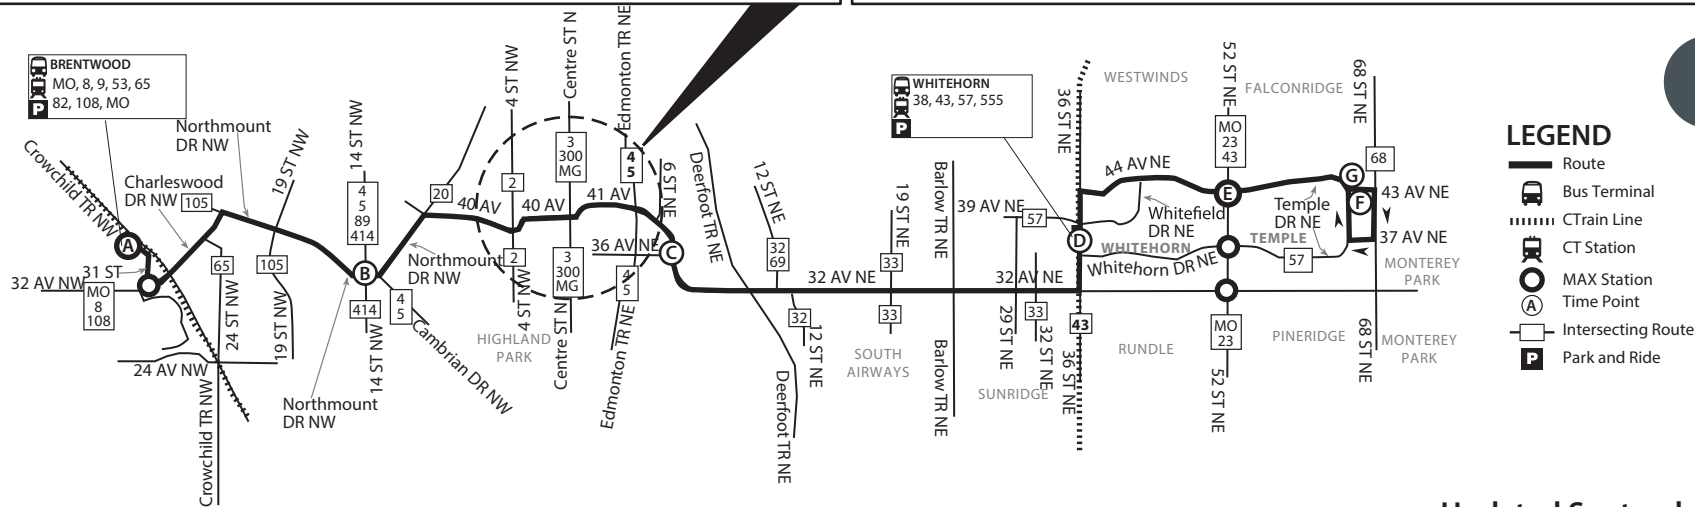 BRENTWOOD
MO, 8, 9, 53, 65
82, 108, MO
P
Crowchild TR NW
Northmount
DR NW
Charleswood
DR NW
105
19 ST NW
14 ST NW
4
5
89
414
A
31 ST
32 AV NW
MO
8
108
65
24 ST NW
105
19 ST NW
24 AV NW
Crowchild TR NW
B
414
14 ST NW
4
5
Cambrian DR NW
Northmount
DR NW
Northmount
DR NW
20
40 AV
4 ST NW
2
40 AV
2
4 ST NW
HIGHLAND
PARK
Centre ST N
3
300
MG
41 AV
3
300
MG
Centre ST N
Edmonton TR NE
4
5
36 AV NE
4
5
Edmonton TR NE
6 ST NE
C
Deerfoot TR NE
12 ST NE
32
69
32
12 ST NE
Deerfoot TR NE
32 AV NE
19 ST NE
33
33
SOUTH
AIRWAYS
Barlow TR NE
Barlow TR NE
WHITEHORN
38, 43, 57, 555
P
39 AV NE
57
32 AV NE
29 ST NE
33
32 ST NE
SUNRIDGE
36 ST NE
D
43
36 ST NE
WESTWINDS
44 AV NE
Whitefield
DR NE
WHITEHORN
Whitehorn DR NE
RUNDLE
52 ST NE
MO
23
43
E
MO
23
52 ST NE
FALCONRIDGE
Temple
DR NE
TEMPLE
57
PINERIDGE
68 ST NE
68
G
F
43 AV NE
37 AV NE
MONTEREY
PARK
68 ST NE
MONTEREY
PARK
LEGEND
Route
Bus Terminal
CTrain Line
CT Station
MAX Station
A
Time Point
Intersecting Route
P
Park and Ride